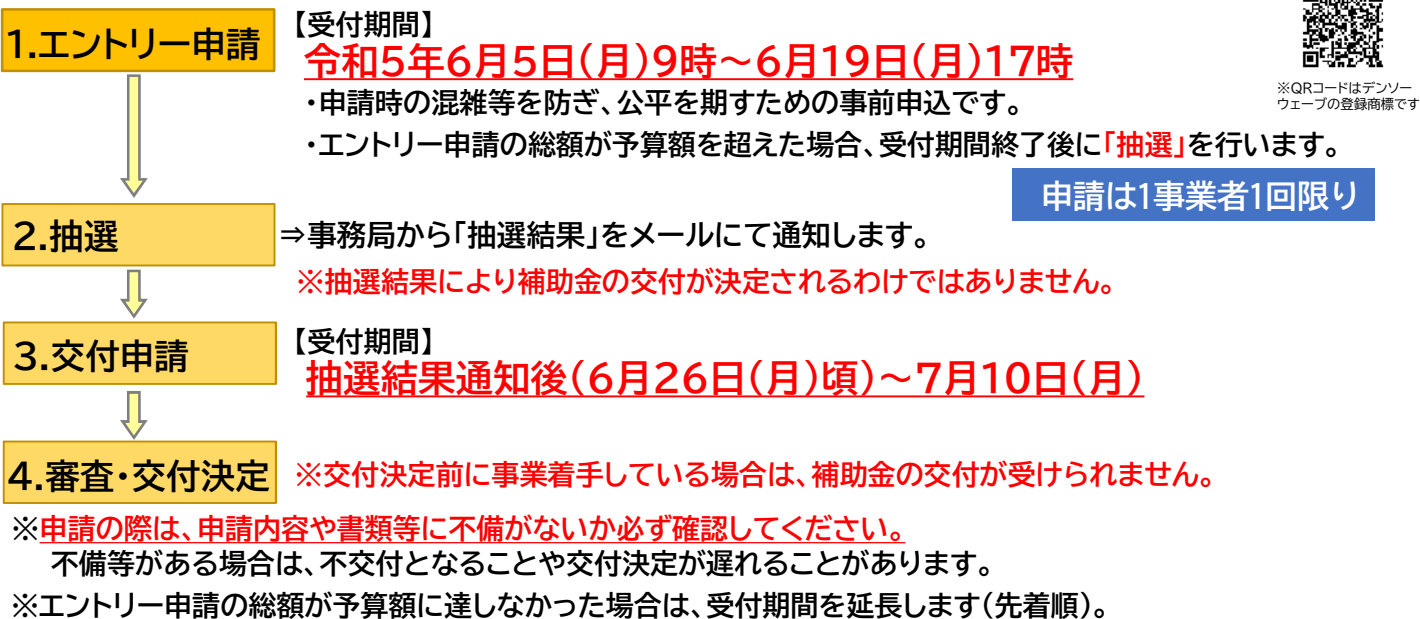 1.エントリー申請
【受付期間】
令和5年6月5日(月)9時～6月19日(月)17時
・申請時の混雑等を防ぎ、公平を期すための事前申込です。
・エントリー申請の総額が予算額を超えた場合、受付期間終了後に「抽選」を行います。
※QRコードはデンソー
ウェーブの登録商標です
申請は1事業者1回限り
2.抽選
⇒事務局から「抽選結果」をメールにて通知します。
※抽選結果により補助金の交付が決定されるわけではありません。
3.交付申請
【受付期間】
抽選結果通知後(6月26日(月)頃)～7月10日(月)
4.審査・交付決定
※交付決定前に事業着手している場合は、補助金の交付が受けられません。
※申請の際は、申請内容や書類等に不備がないか必ず確認してください。
不備等がある場合は、不交付となることや交付決定が遅れることがあります。
※エントリー申請の総額が予算額に達しなかった場合は、受付期間を延長します(先着順)。